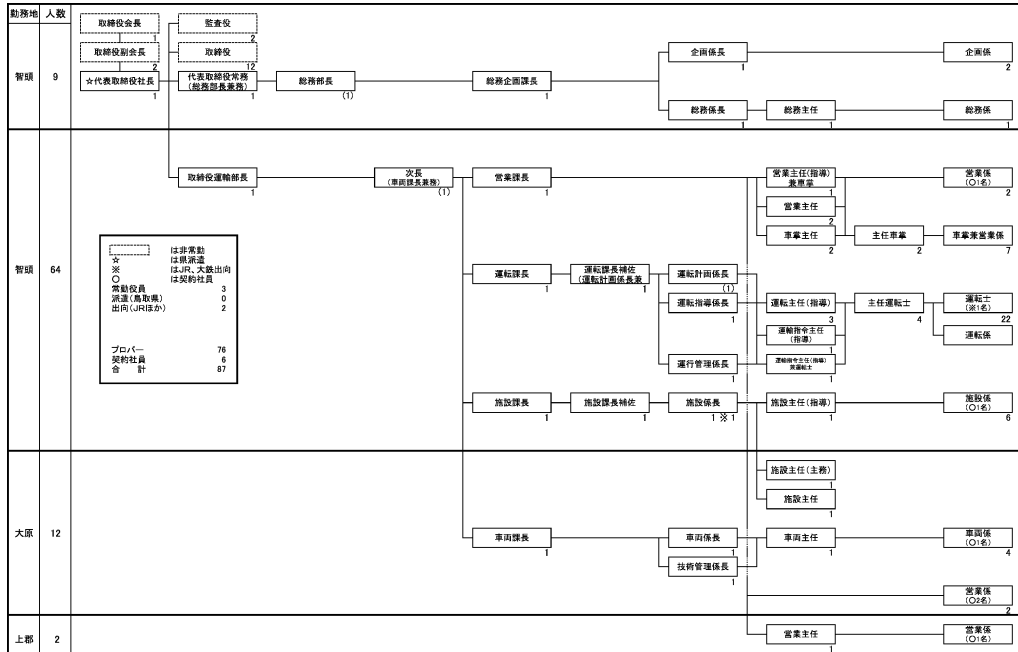 勤務地 人数
取締役会長
1
監査役
2
取締役副会長
2
取締役
12
企画係長
1
企画係
2
智頭 9
☆代表取締役社長
1
代表取締役常務
(総務部長兼務)
1
総務部長
(1)
総務企画課長
1
総務係長
1
総務主任
1
総務係
1
取締役運輸部長
1
次長
(車両課長兼務)
(1)
営業課長
1
営業主任(指導)
兼車掌
1
営業係
(○1名)
2
営業主任
2
車掌主任
2
主任車掌
2
車掌兼営業係
7
智頭 64
は非常勤
☆ は県派遣
※ はJR、大鉄出向
○ は契約社員
常勤役員 3
派遣(鳥取県) 0
出向(JRほか) 2
プロパー 76
契約社員 6
合 計 87
運転課長
1
運転課長補佐
(運転計画係長兼
1
運転計画係長
(1)
運転指導係長
1
運転主任(指導)
3
主任運転士
4
運転士
(※1名)
22
運輸指令主任
(指導)
1
運転係
運行管理係長
1
運輸指令主任(指導)
兼運転士
1
施設課長
1
施設課長補佐
1
施設係長
1 ※ 1
施設主任(指導)
1
施設係
(○1名)
6
大原 12
施設主任(主務)
1
施設主任
1
車両課長
1
車両係長
1
車両主任
1
車両係
(○1名)
4
技術管理係長
1
営業係
(○2名)
2
上郡 2
営業主任
1
営業係
(○1名)